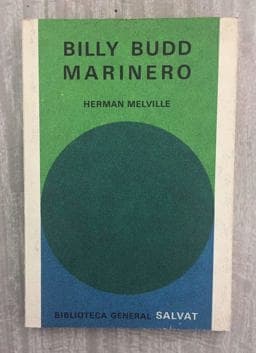 BILLY BUDD
MARINERO
HERMAN MELVILLE
BIBLIOTECA GENERAL SALVAT